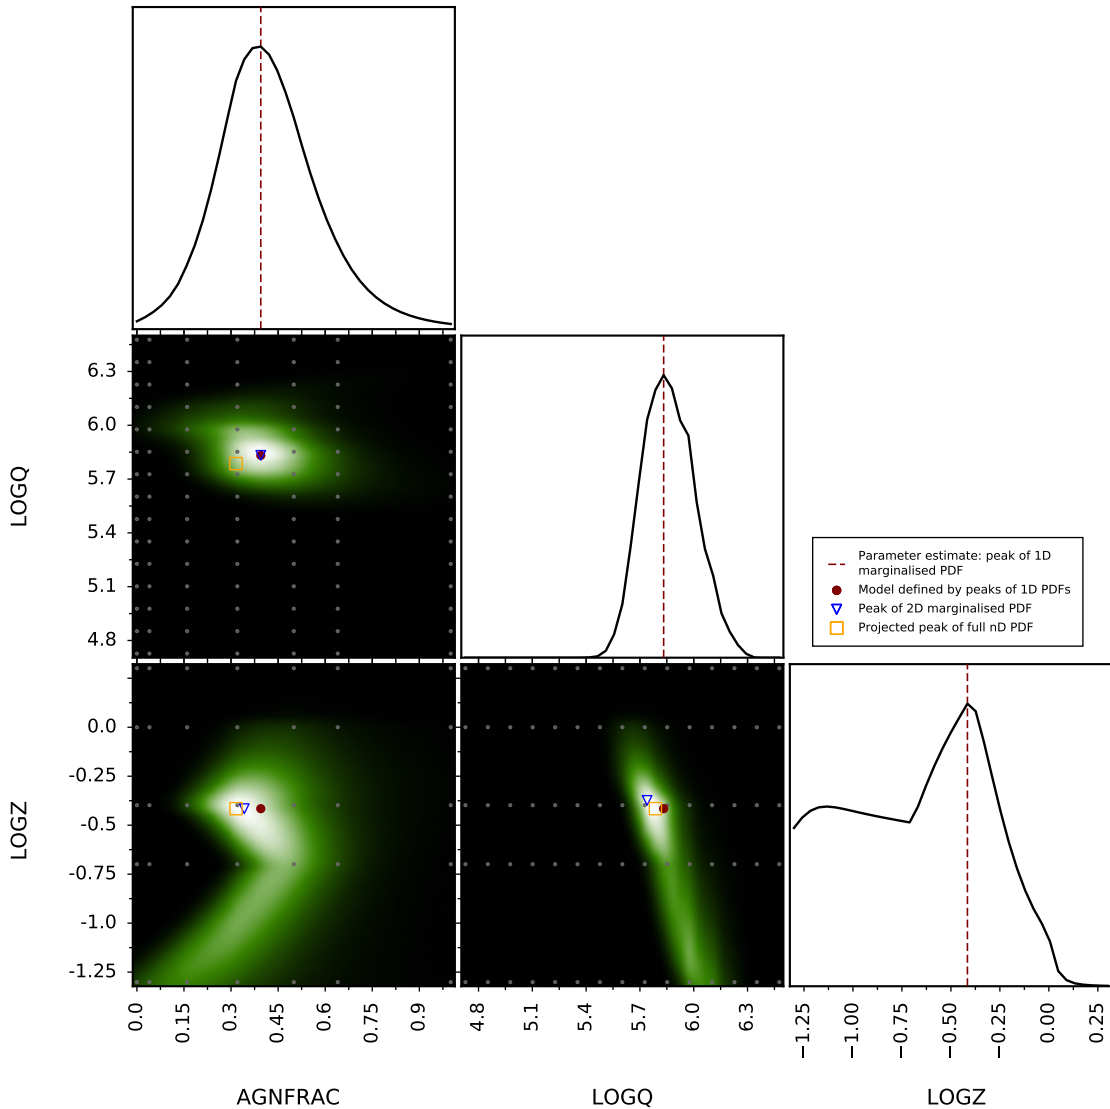 6.3
6.0
5.7
5.4
5.1
4.8
LOGQ
Parameter estimate: peak of 1D
marginalised PDF
Model defined by peaks of 1D PDFs
Peak of 2D marginalised PDF
Projected peak of full nD PDF
0.0
-0.25
-0.5
-0.75
-1.0
-1.25
LOGZ
0.0 0.15 0.3 0.45 0.6 0.75 0.9
4.8 5.1 5.4 5.7 6.0 6.3
−1.25 −1.00 −0.75 −0.50 −0.25 0.00 0.25
AGNFRAC LOGQ LOGZ